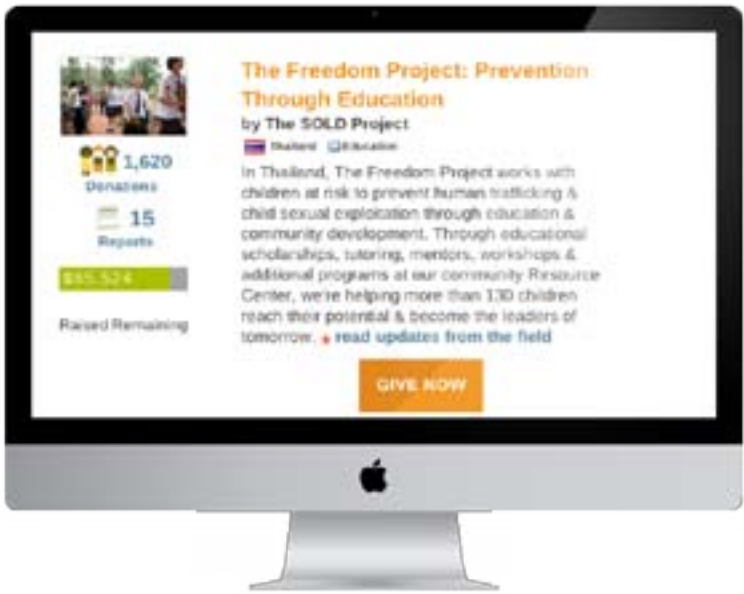 1,620
Donations
15
Reports
Raised Remaining
The Freedom Project: Prevention
Through Education
by The SOLD Project
Thailand Education
In Thailand, The Freedom Project works with
children at risk to prevent human trafficking &
child sexual exploitation through education &
community development. Through educational
scholarships, tutoring, mentors, workshops &
additional programs at our community Resource
Center, we're helping more than 130 children
reach their potential & become the leaders of
tomorrow. read updates from the field
GIVE NOW